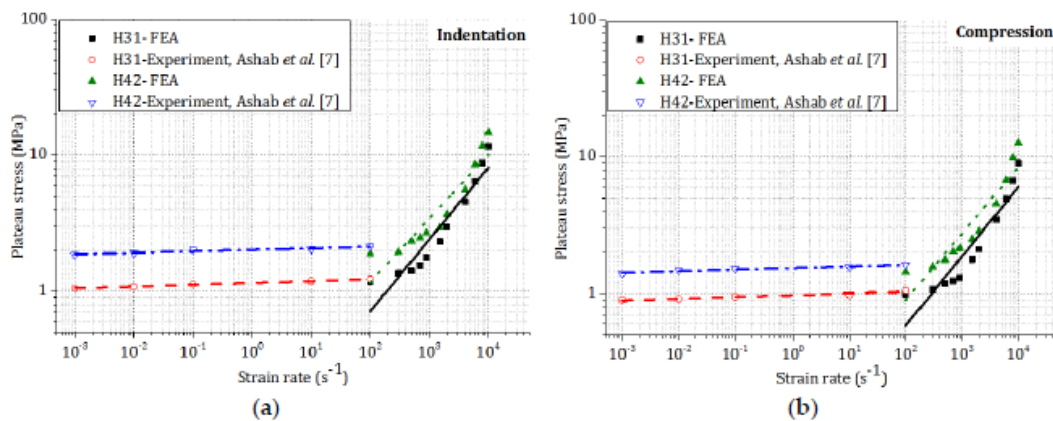 100
10
1
Plateau stress (MPa)
Indentation
H31- FEA
H31-Experiment, Ashab et al. [7]
H42- FEA
H42-Experiment, Ashab et al. [7]
10⁻³ 10⁻² 10⁻¹ 10⁰ 10¹ 10² 10³ 10⁴
Strain rate (s⁻¹)
(a)
100
10
1
Plateau stress (MPa)
Compression
H31- FEA
H31-Experiment, Ashab et al. [7]
H42- FEA
H42-Experiment, Ashab et al. [7]
10⁻³ 10⁻² 10⁻¹ 10⁰ 10¹ 10² 10³ 10⁴
Strain rate (s⁻¹)
(b)